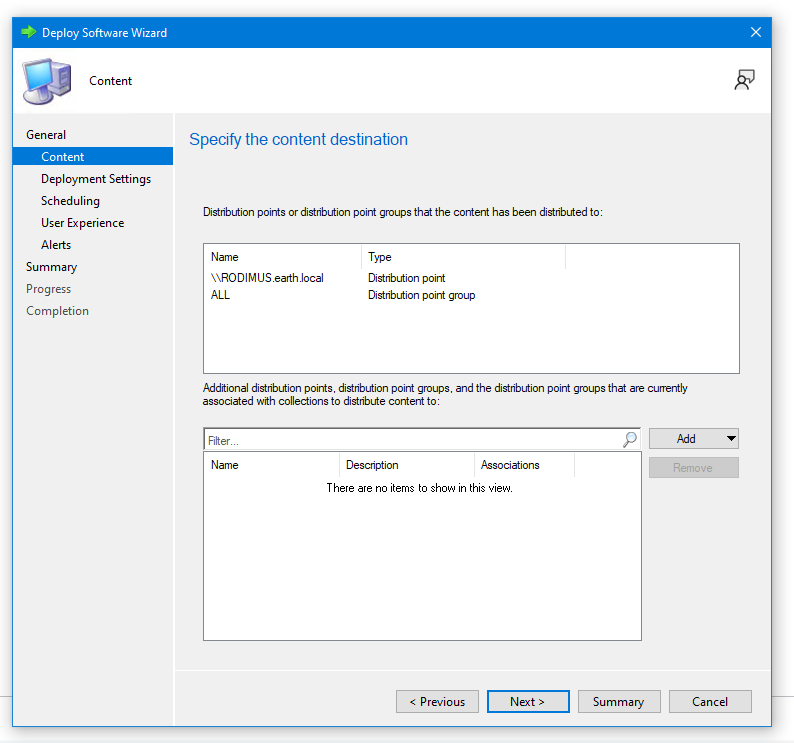 Deploy Software Wizard
Content
General
Content
Deployment Settings
Scheduling
User Experience
Alerts
Summary
Progress
Completion
Specify the content destination
Distribution points or distribution point groups that the content has been distributed to:
Name Type
\\RODIMUS.earth.local Distribution point
ALL Distribution point group
Additional distribution points, distribution point groups, and the distribution point groups that are currently
associated with collections to distribute content to:
Filter... Add
Remove
Name Description Associations
There are no items to show in this view.
< Previous Next > Summary Cancel